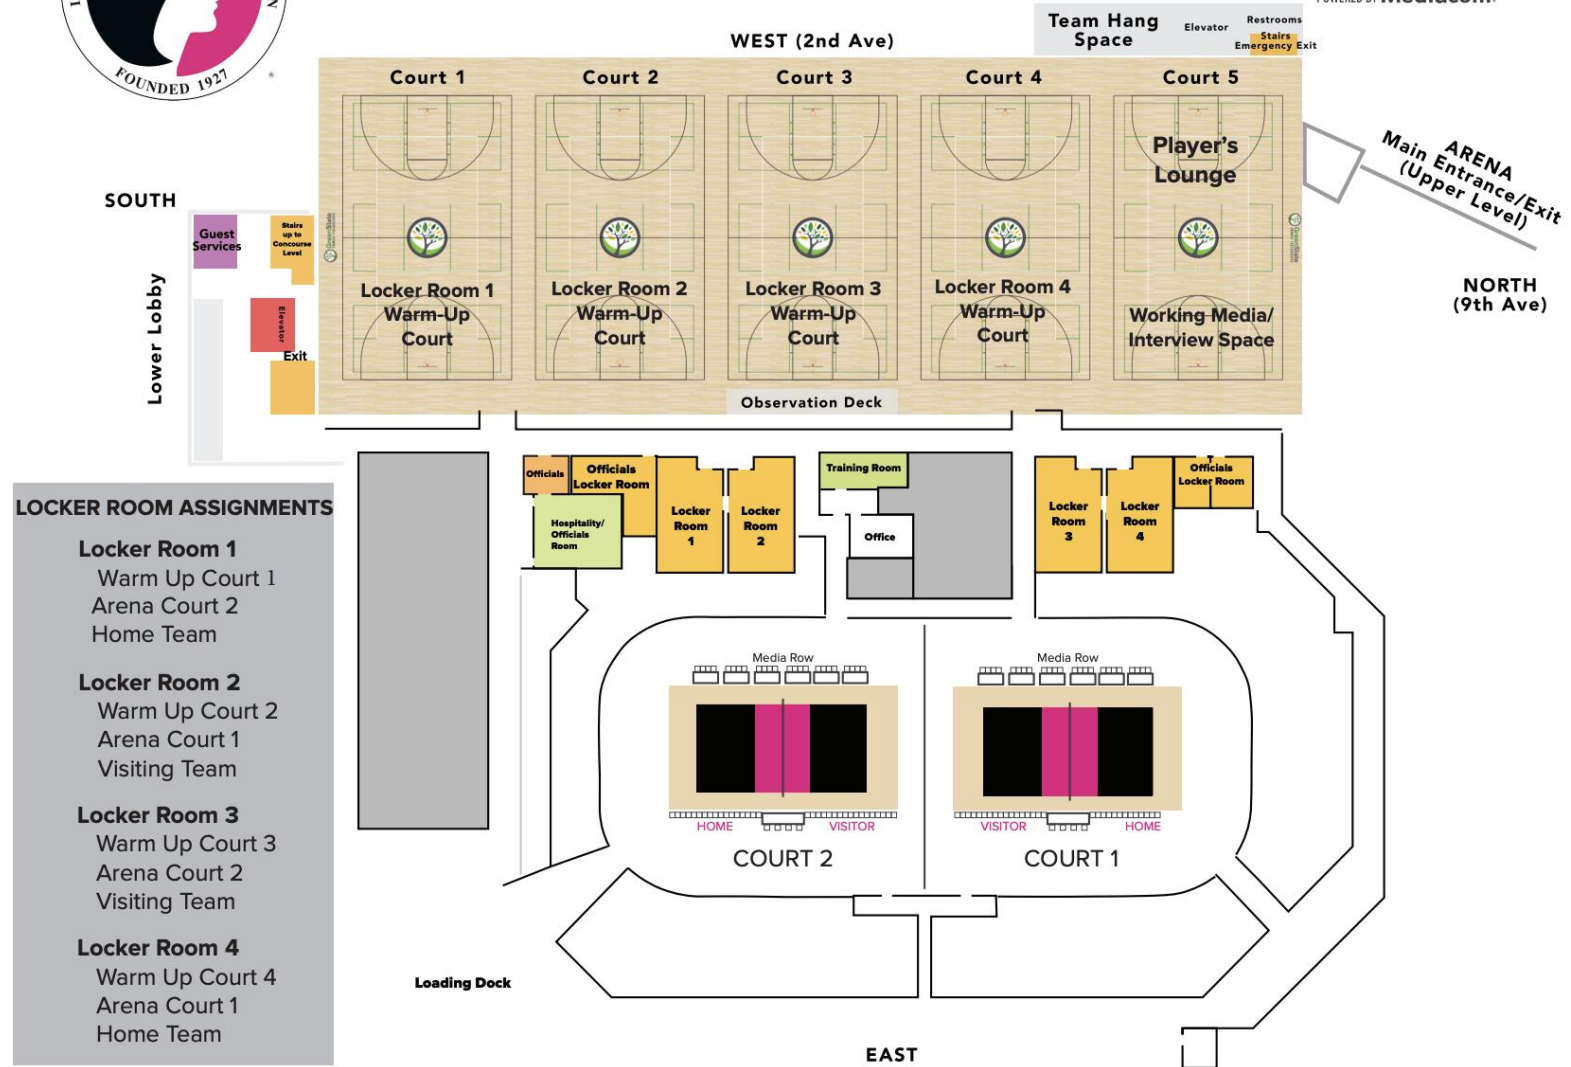 FOUNDED 1927
POWERED BY Mediacom
Team Hang
Space
Elevator
Restrooms
Stairs
Emergency Exit
WEST (2nd Ave)
Court 1
Court 2
Court 3
Court 4
Court 5
Player's
Lounge
ARENA
Main Entrance/Exit
(Upper Level)
SOUTH
NORTH
(9th Ave)
Guest
Services
Stairs
up to
Concourse
Level
Lower Lobby
Elevator
Exit
GreenState
GreenState
Locker Room 1
Warm-Up
Court
Locker Room 2
Warm-Up
Court
Locker Room 3
Warm-Up
Court
Locker Room 4
Warm-Up
Court
Working Media/
Interview Space
Observation Deck
Officials
Officials
Locker Room
Hospitality/
Officials
Room
Locker
Room
1
Locker
Room
2
Training Room
Office
Locker
Room
3
Locker
Room
4
Officials
Locker Room
LOCKER ROOM ASSIGNMENTS
Locker Room 1
Warm Up Court 1
Arena Court 2
Home Team
Locker Room 2
Warm Up Court 2
Arena Court 1
Visiting Team
Locker Room 3
Warm Up Court 3
Arena Court 2
Visiting Team
Locker Room 4
Warm Up Court 4
Arena Court 1
Home Team
Media Row
Media Row
HOME
VISITOR
VISITOR
HOME
COURT 2
COURT 1
Loading Dock
EAST